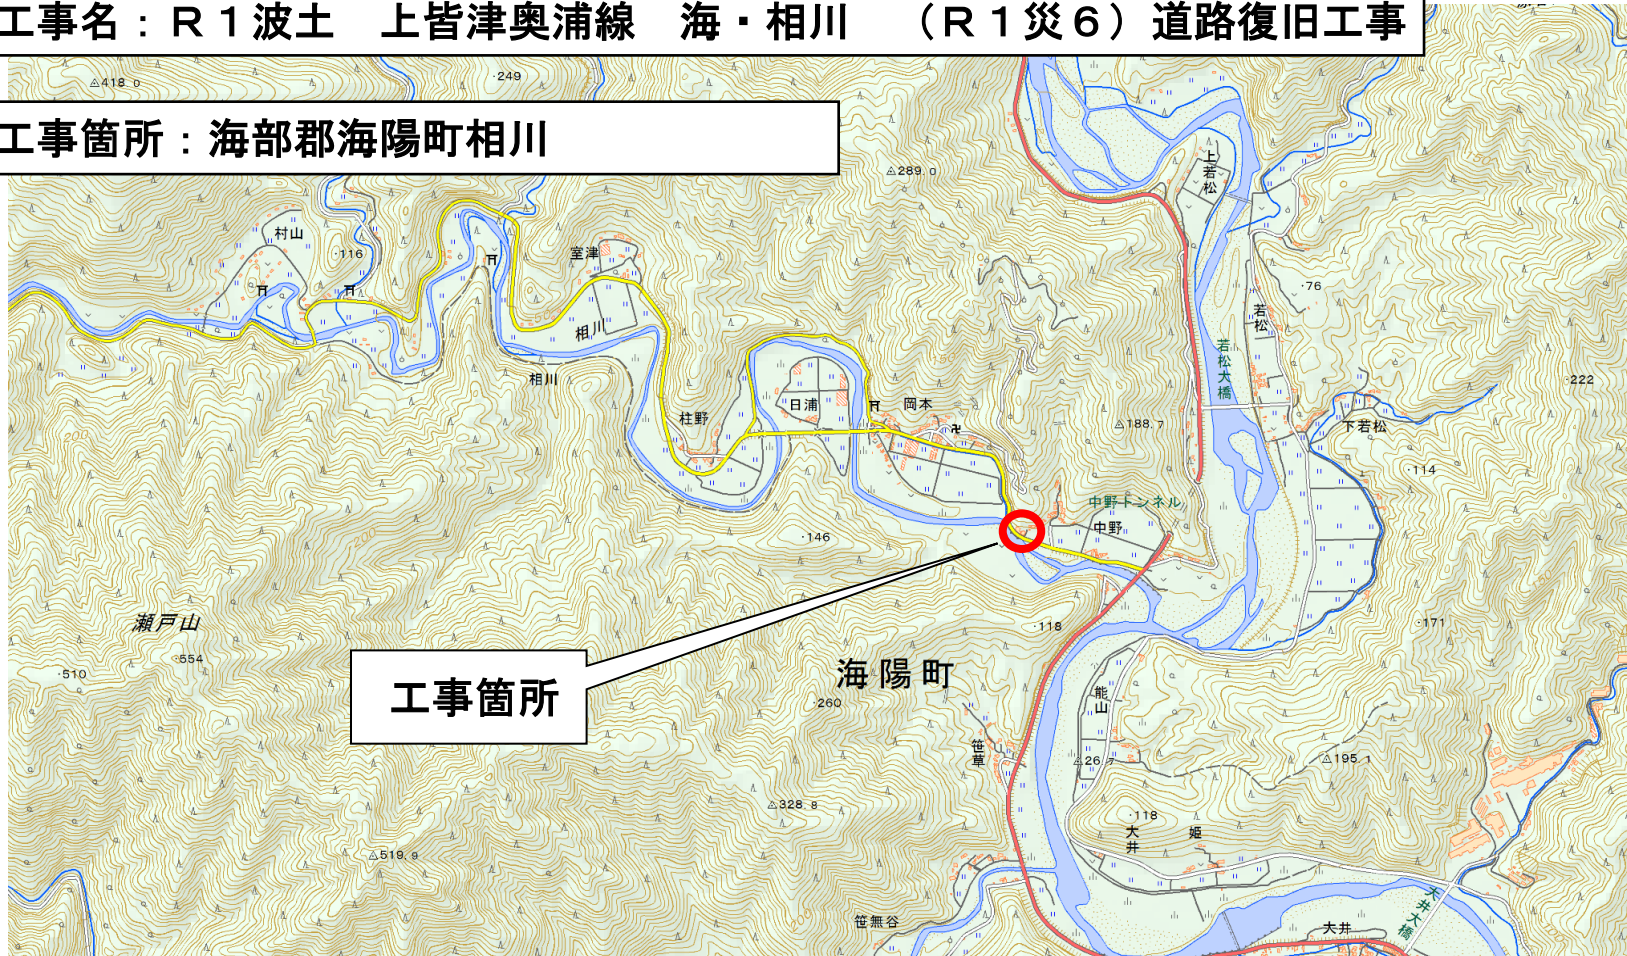 工事名：Ｒ１波土　上皆津奥浦線　海・相川　（Ｒ１災６）道路復旧工事
418.0
249
工事箇所：海部郡海陽町相川
289.0
上若松
村山
116
室津
76
若松
相川
若松大橋
相川
222
日浦
岡本
柱野
188.7
下若松
114
中野トンネル
中野
146
瀬戸山
118
171
554
510
海陽町
工事箇所
260
熊山
笹草
26.7
195.1
328.8
118
大井
姫
519.9
笹無谷
大井
大井大橋